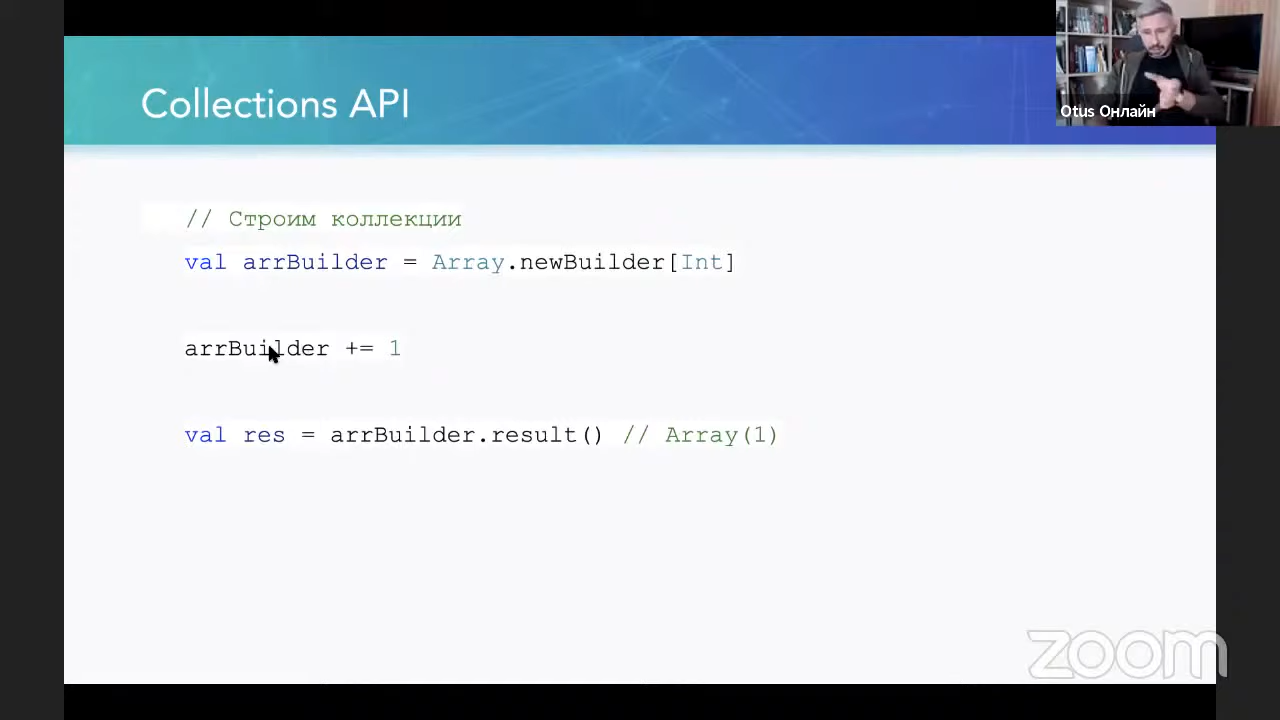 Collections API
Otus Онлайн
// Строим коллекции
val arrBuilder = Array.newBuilder[Int]
arrBuilder += 1
val res = arrBuilder.result() // Array(1)
zoom